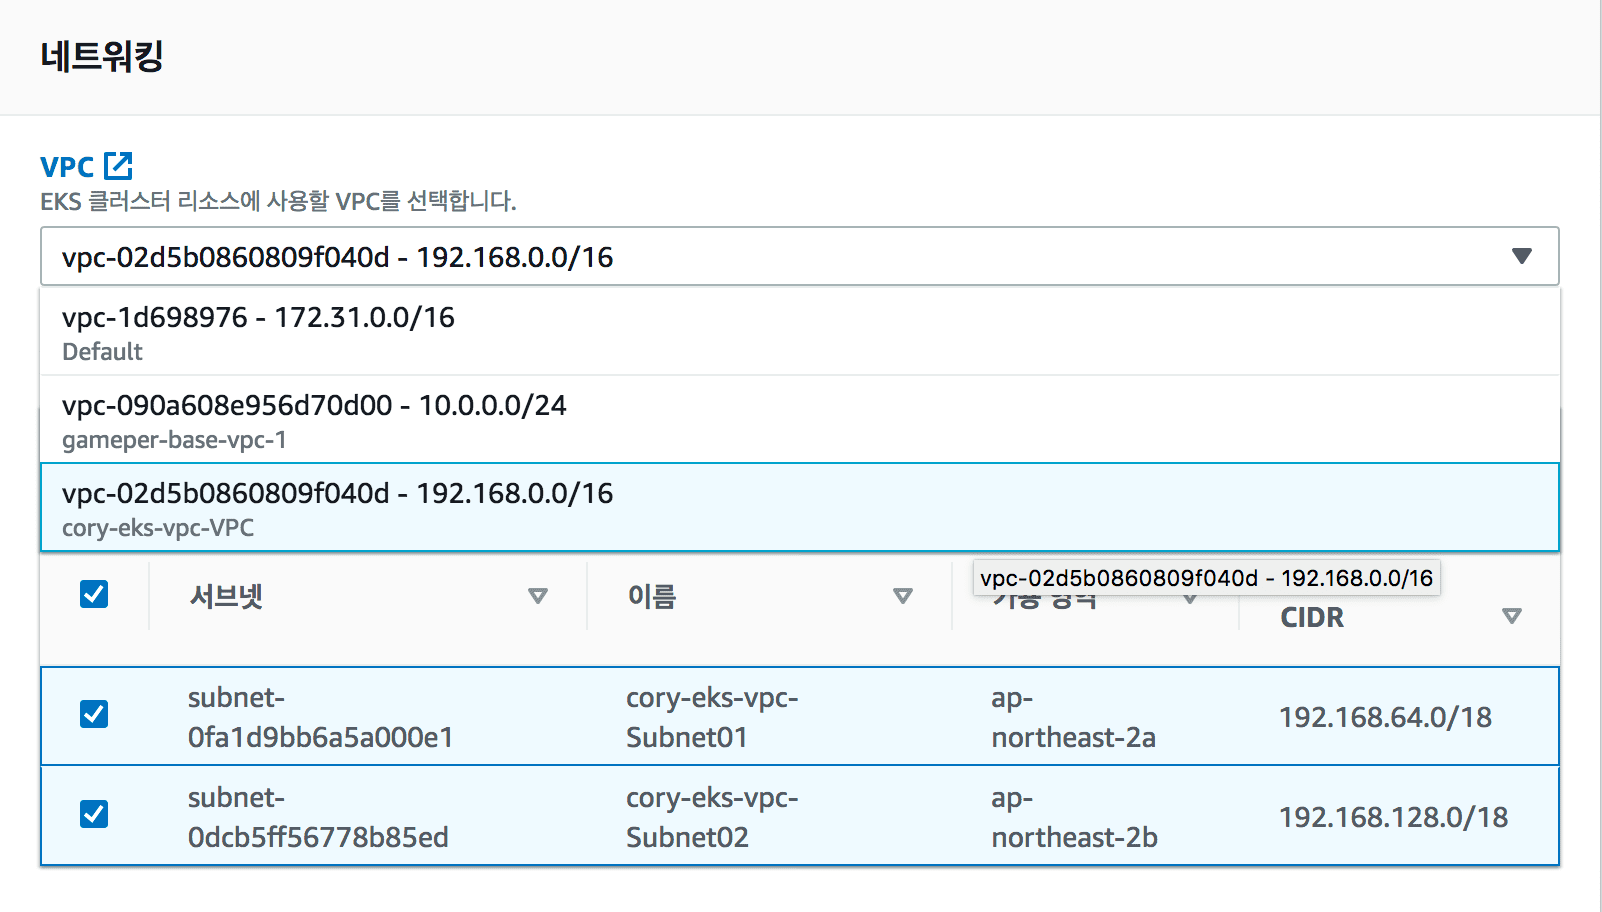 네트워킹
VPC
EKS 클러스터 리소스에 사용할 VPC를 선택합니다.
vpc-02d5b0860809f040d - 192.168.0.0/16
vpc-1d698976 - 172.31.0.0/16
Default
vpc-090a608e956d70d00 - 10.0.0.0/24
gameper-base-vpc-1
vpc-02d5b0860809f040d - 192.168.0.0/16
cory-eks-vpc-VPC
vpc-02d5b0860809f040d - 192.168.0.0/16
서브넷
이름
가용 영역
CIDR
subnet-
0fa1d9bb6a5a000e1
cory-eks-vpc-
Subnet01
ap-
northeast-2a
192.168.64.0/18
subnet-
0dcb5ff56778b85ed
cory-eks-vpc-
Subnet02
ap-
northeast-2b
192.168.128.0/18